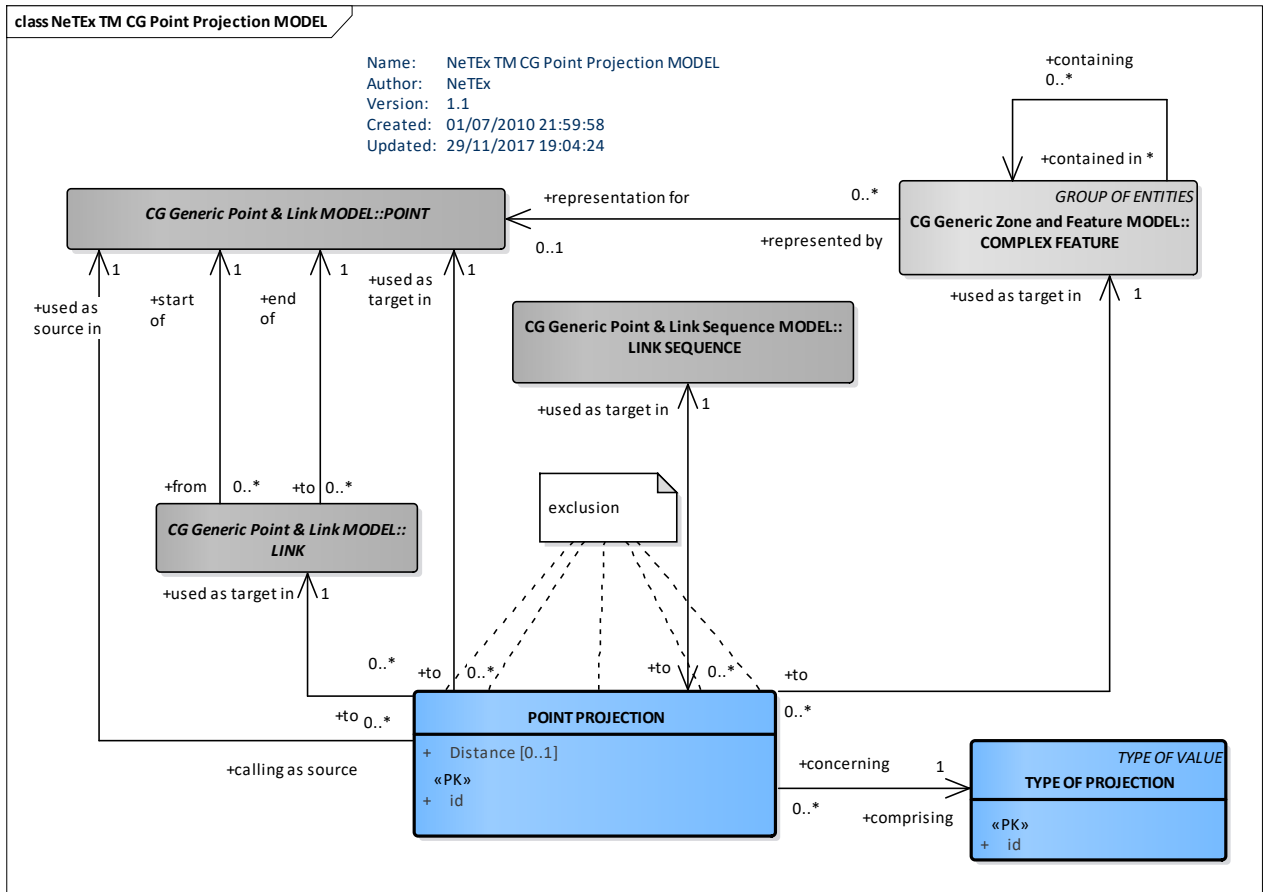 class NeTEx TM CG Point Projection MODEL
Name: NeTEx TM CG Point Projection MODEL
Author: NeTEx
Version: 1.1
Created: 01/07/2010 21:59:58
Updated: 29/11/2017 19:04:24
+containing
0..*
+contained in *
GROUP OF ENTITIES
CG Generic Zone and Feature MODEL::
COMPLEX FEATURE
CG Generic Point & Link MODEL::POINT
+representation for
0..*
0..1
+represented by
1
1
1
+used as
target in
1
+used as
source in
+start
of
+end
of
+used as target in
1
CG Generic Point & Link Sequence MODEL::
LINK SEQUENCE
+used as target in
1
+from
0..*
+to
0..*
exclusion
CG Generic Point & Link MODEL::
LINK
+used as target in
1
0..*
+to
0..*
+to
0..*
+to
0..*
+to
0..*
+calling as source
POINT PROJECTION
+ Distance [0..1]
«PK»
+ id
+concerning
1
0..*
+comprising
TYPE OF VALUE
TYPE OF PROJECTION
«PK»
+ id